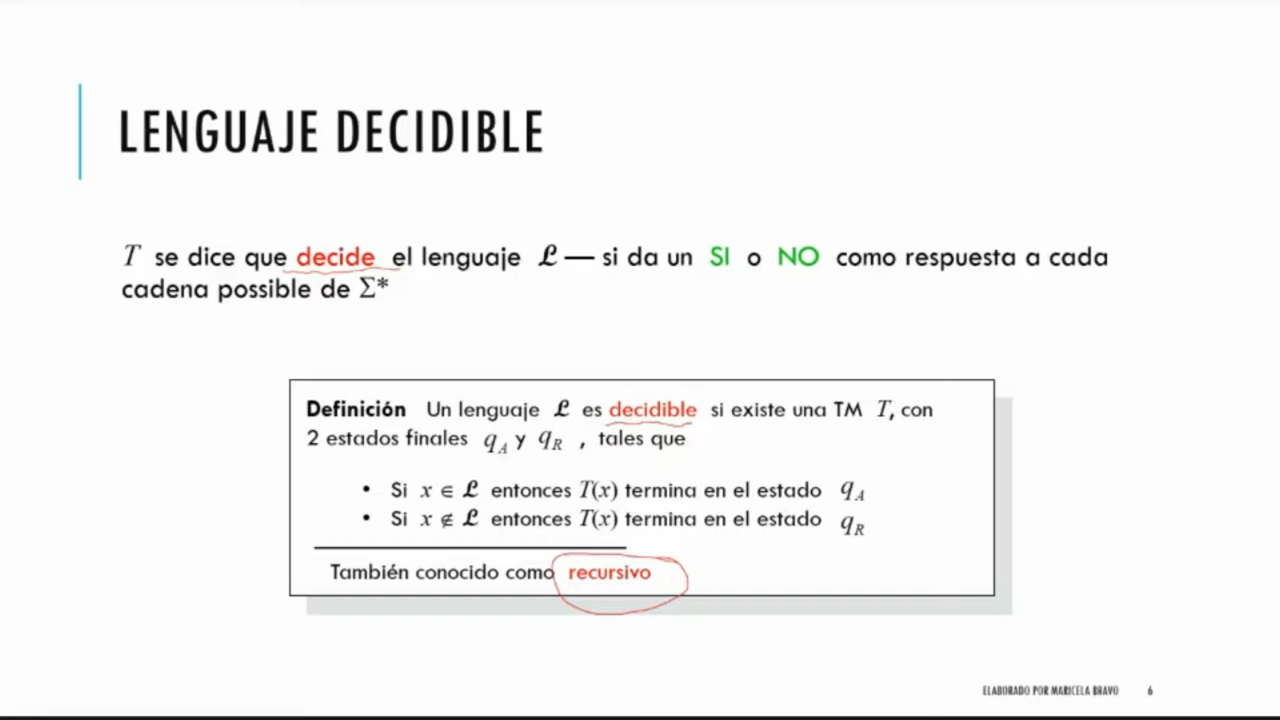 LENGUAJE DECIDIBLE
T se dice que decide el lenguaje ℒ — si da un SI o NO como respuesta a cada
cadena possible de Σ*
Definición Un lenguaje ℒ es decidible si existe una TM T, con
2 estados finales q_A y q_R , tales que
• Si x ∈ ℒ entonces T(x) termina en el estado q_A
• Si x ∉ ℒ entonces T(x) termina en el estado q_R
También conocido como recursivo
ELABORADO POR MARICELA BRAVO 6